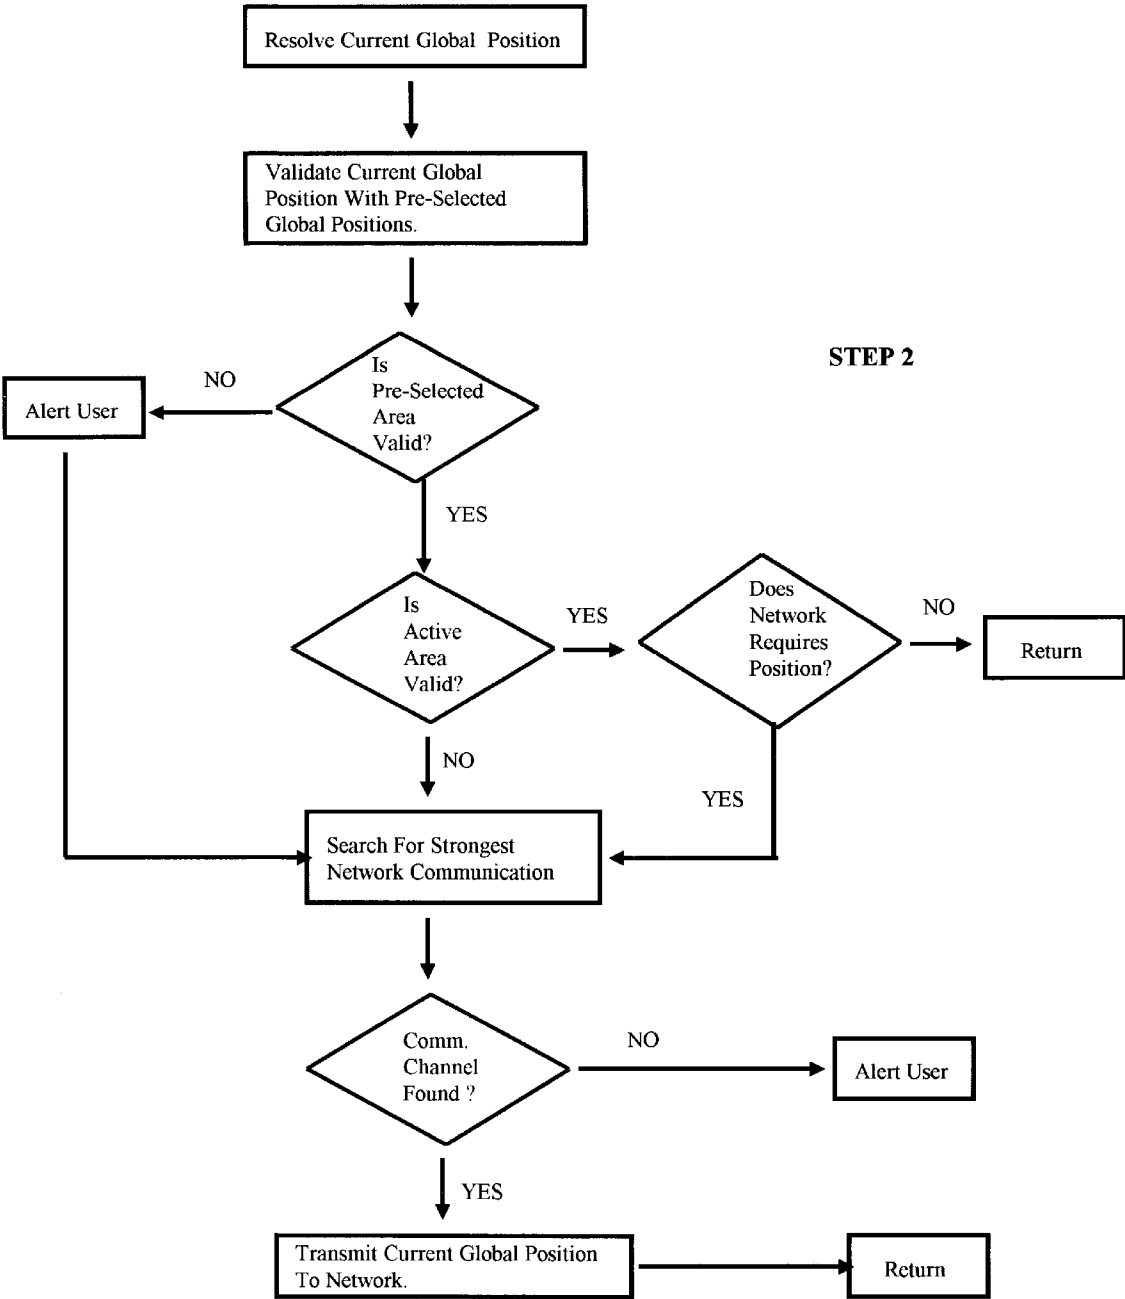 Resolve Current Global Position
Validate Current Global
Position With Pre-Selected
Global Positions.
STEP 2
Is
Pre-Selected
Area
Valid?
NO
Alert User
YES
Is
Active
Area
Valid?
YES
Does
Network
Requires
Position?
NO
Return
NO
YES
Search For Strongest
Network Communication
Comm.
Channel
Found ?
NO
Alert User
YES
Transmit Current Global Position
To Network.
Return